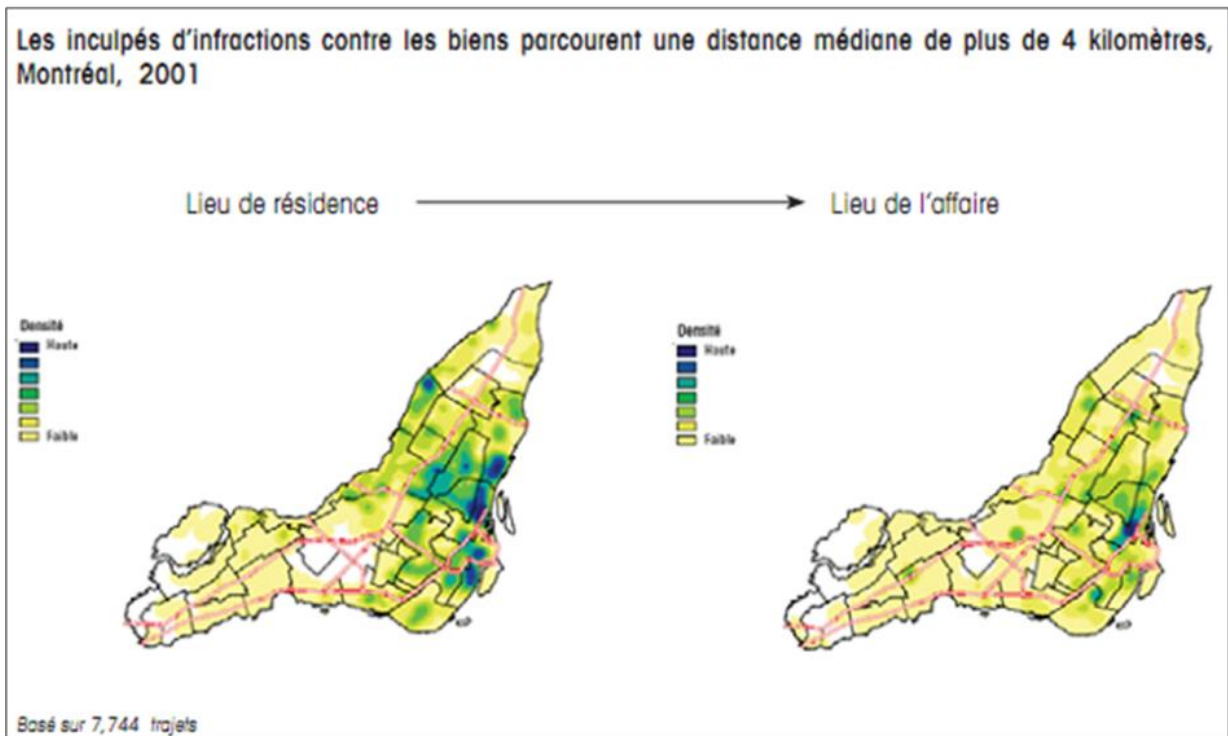 Les inculpés d'infractions contre les biens parcourent une distance médiane de plus de 4 kilomètres,
Montréal, 2001
Lieu de résidence
Lieu de l'affaire
Densité
Haute
Faible
Densité
Haute
Faible
Basé sur 7,744 trajets